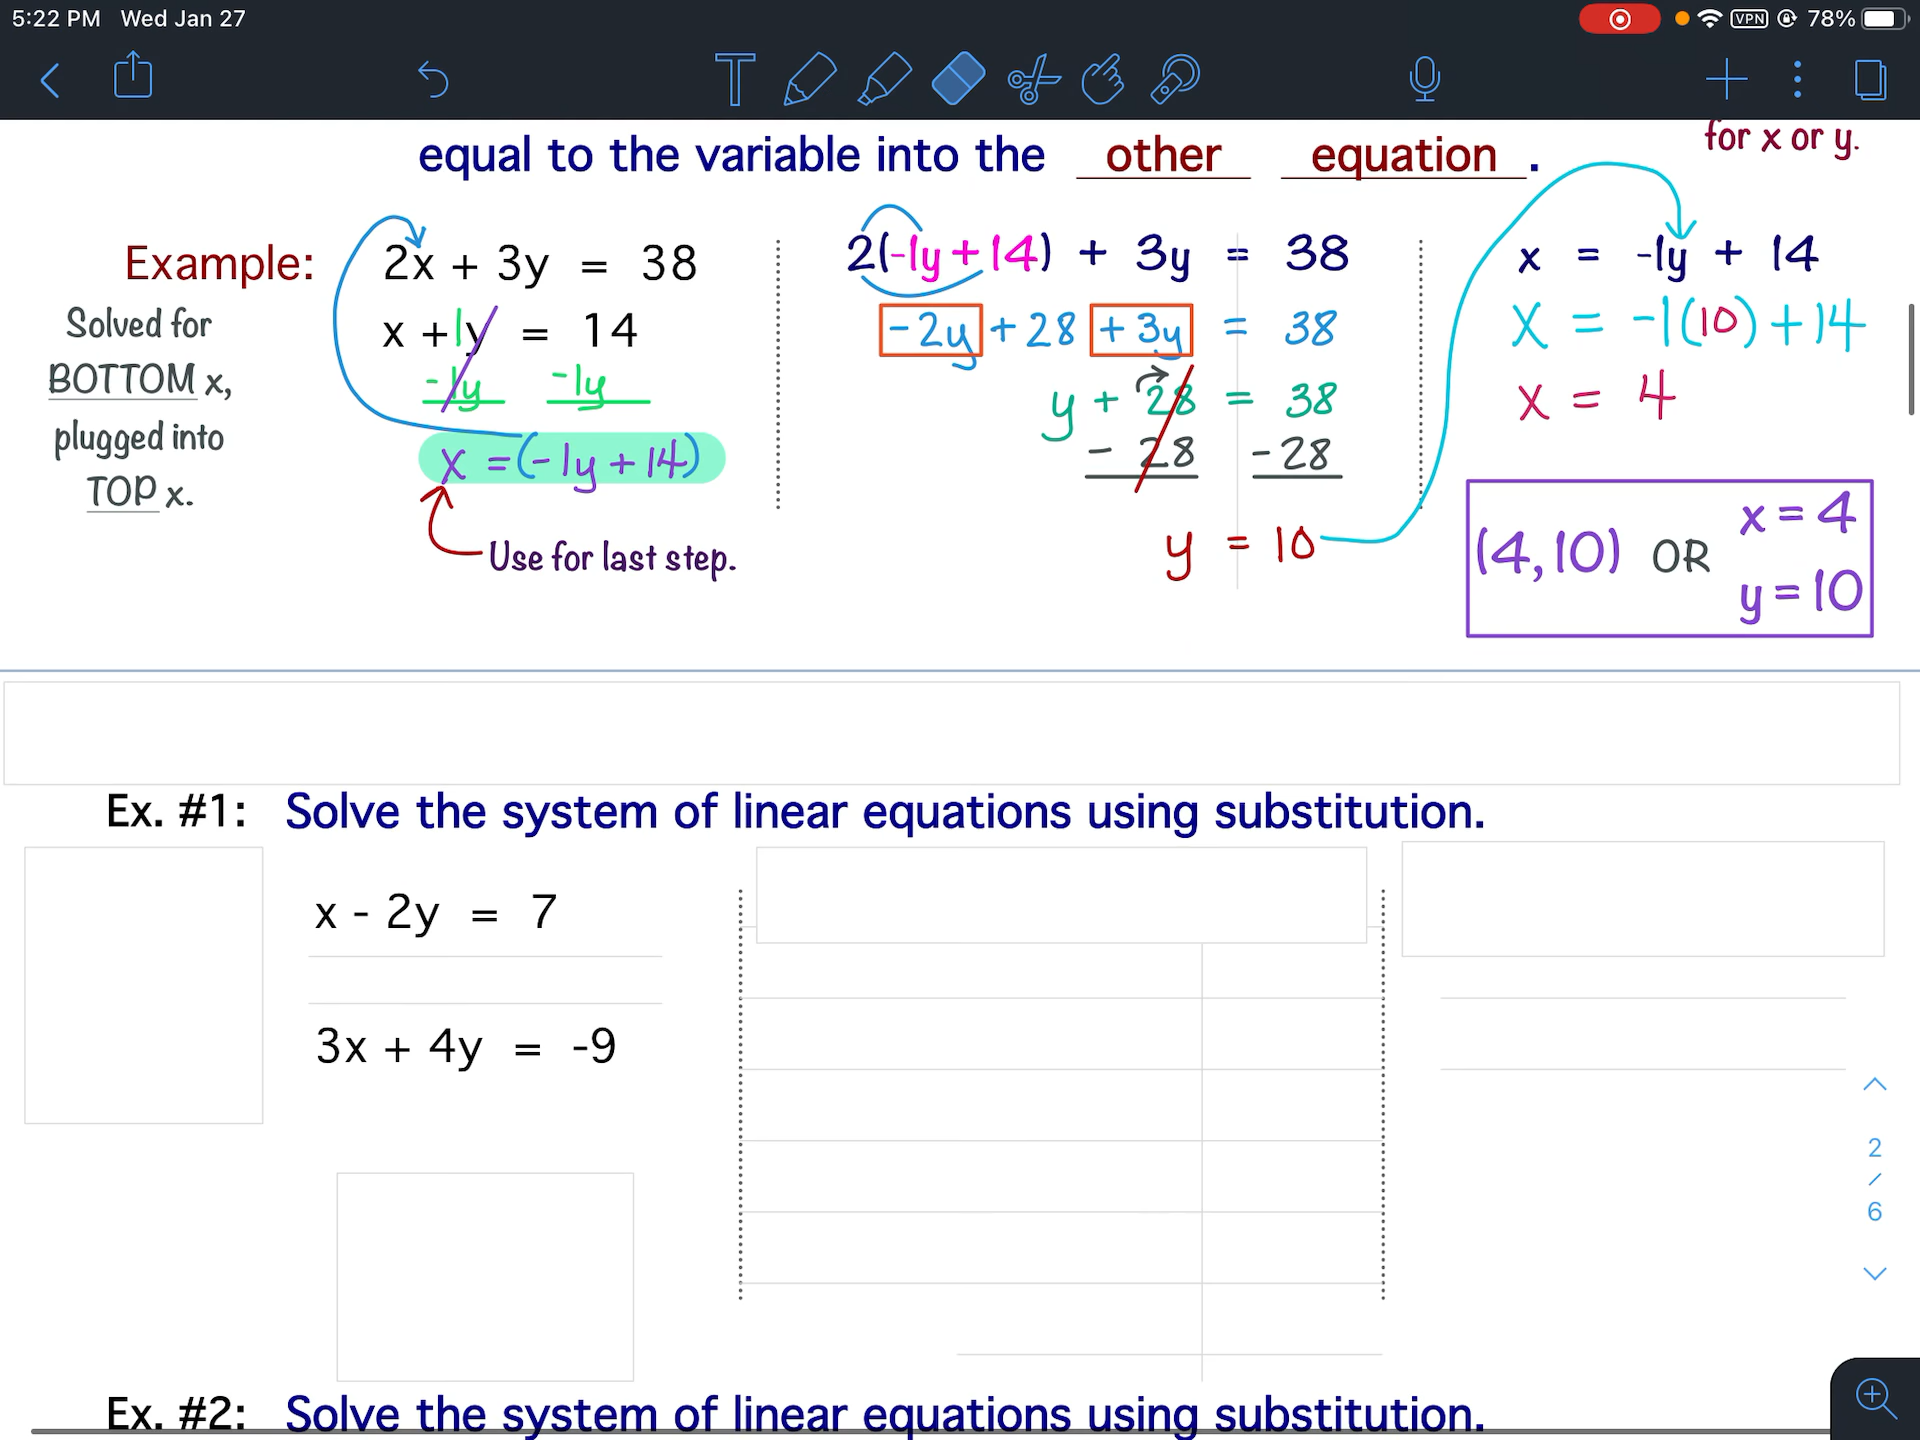 5:22 PM Wed Jan 27
VPN 78%
for x or y.
equal to the variable into the other equation .
Example:
Solved for
BOTTOM x,
plugged into
TOP x.
2x + 3y = 38
x + 1y = 14
-1y -1y
x = (-1y + 14)
Use for last step.
2(-1y + 14) + 3y = 38
-2y + 28 + 3y = 38
y + 28 = 38
- 28 - 28
y = 10
x = -1y + 14
x = -1(10) + 14
x = 4
(4, 10) OR x = 4
y = 10
Ex. #1: Solve the system of linear equations using substitution.
x - 2y = 7
3x + 4y = -9
2
/
6
Ex. #2: Solve the system of linear equations using substitution.